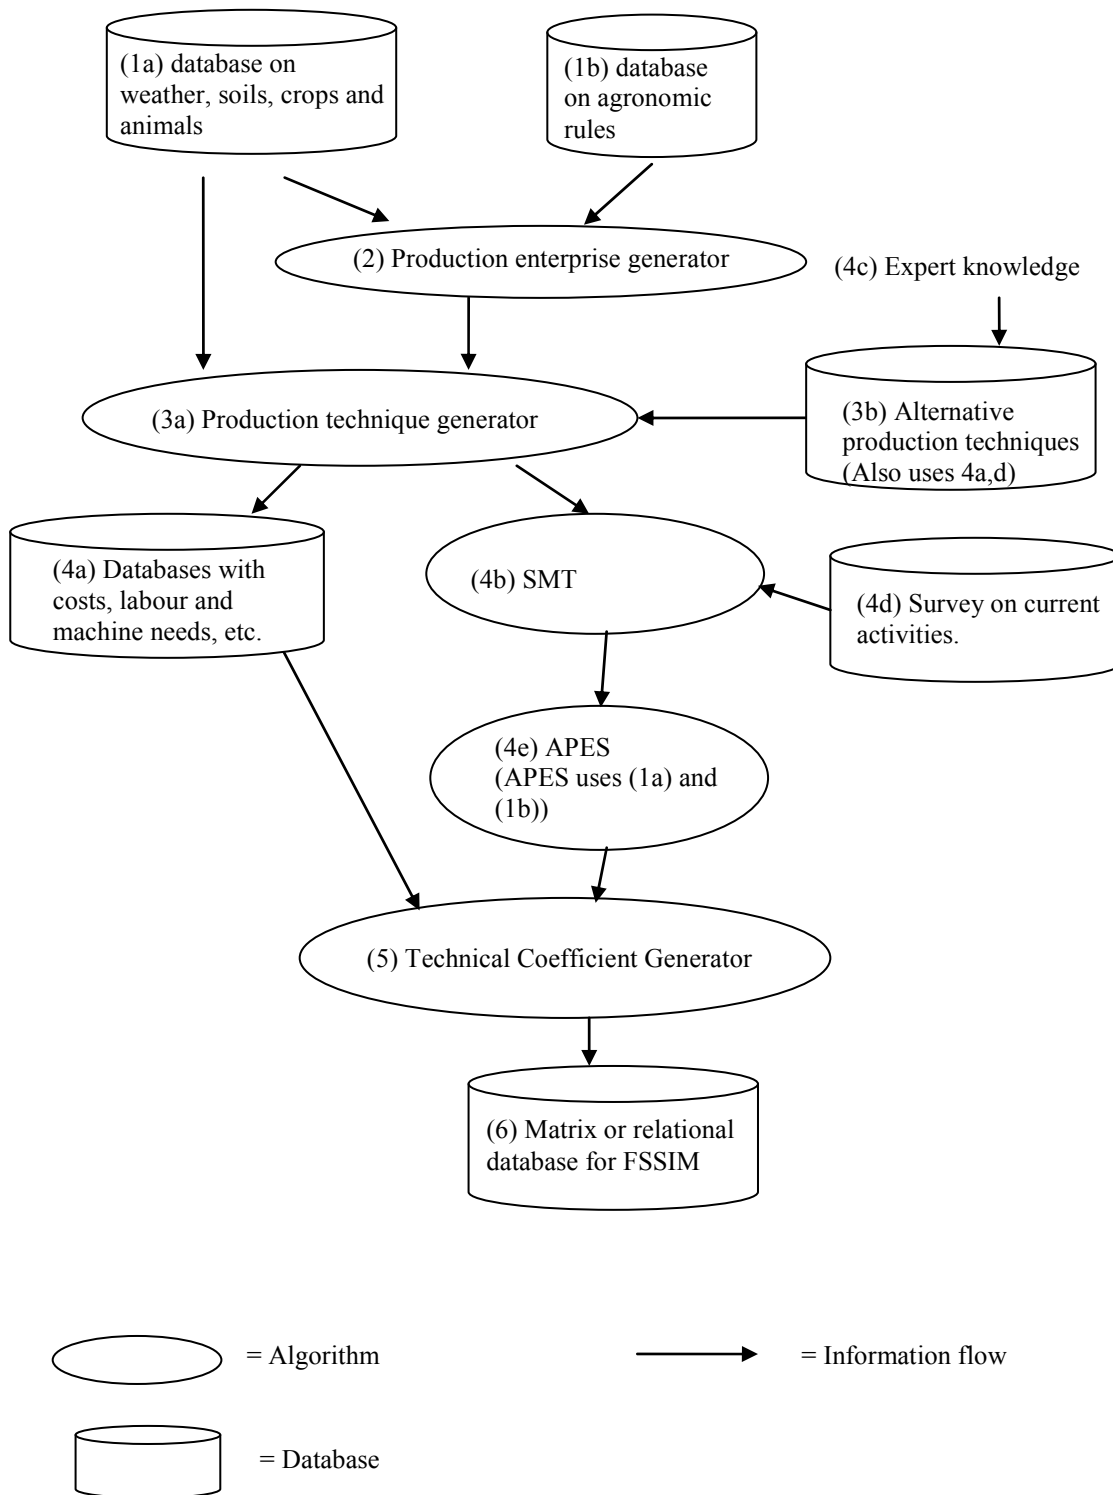 (1a) database on
weather, soils, crops and
animals
(1b) database
on agronomic
rules
(2) Production enterprise generator
(4c) Expert knowledge
(3a) Production technique generator
(3b) Alternative
production techniques
(Also uses 4a,d)
(4a) Databases with
costs, labour and
machine needs, etc.
(4b) SMT
(4d) Survey on current
activities.
(4e) APES
(APES uses (1a) and
(1b))
(5) Technical Coefficient Generator
(6) Matrix or relational
database for FSSIM
= Algorithm
= Information flow
= Database